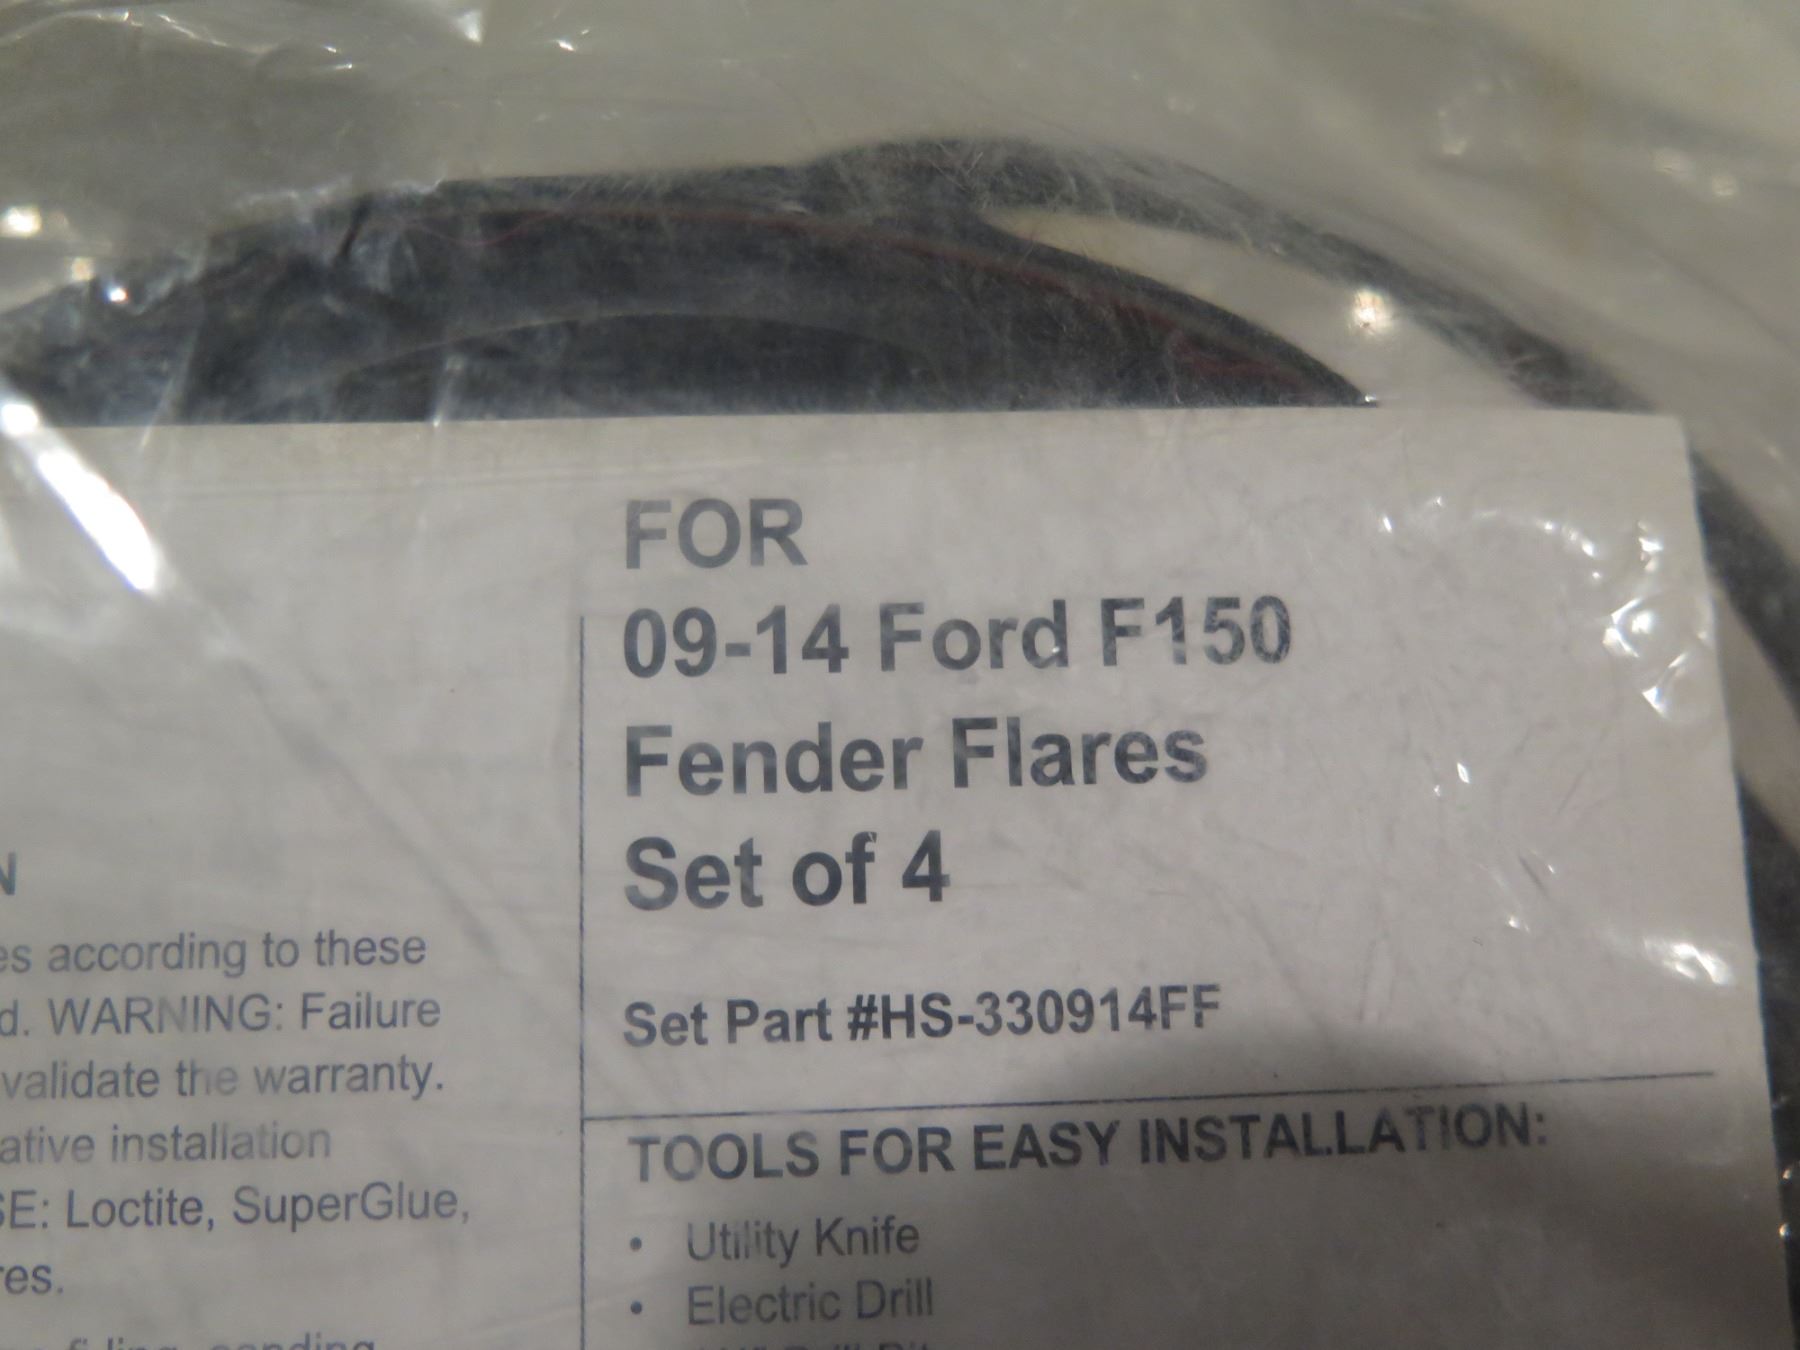 FOR
09-14 Ford F150
Fender Flares
Set of 4
Set Part #HS-330914FF
TOOLS FOR EASY INSTALLATION:
• Utility Knife
• Electric Drill
N
es according to these
d. WARNING: Failure
validate the warranty.
ative installation
SE: Loctite, SuperGlue,
res.